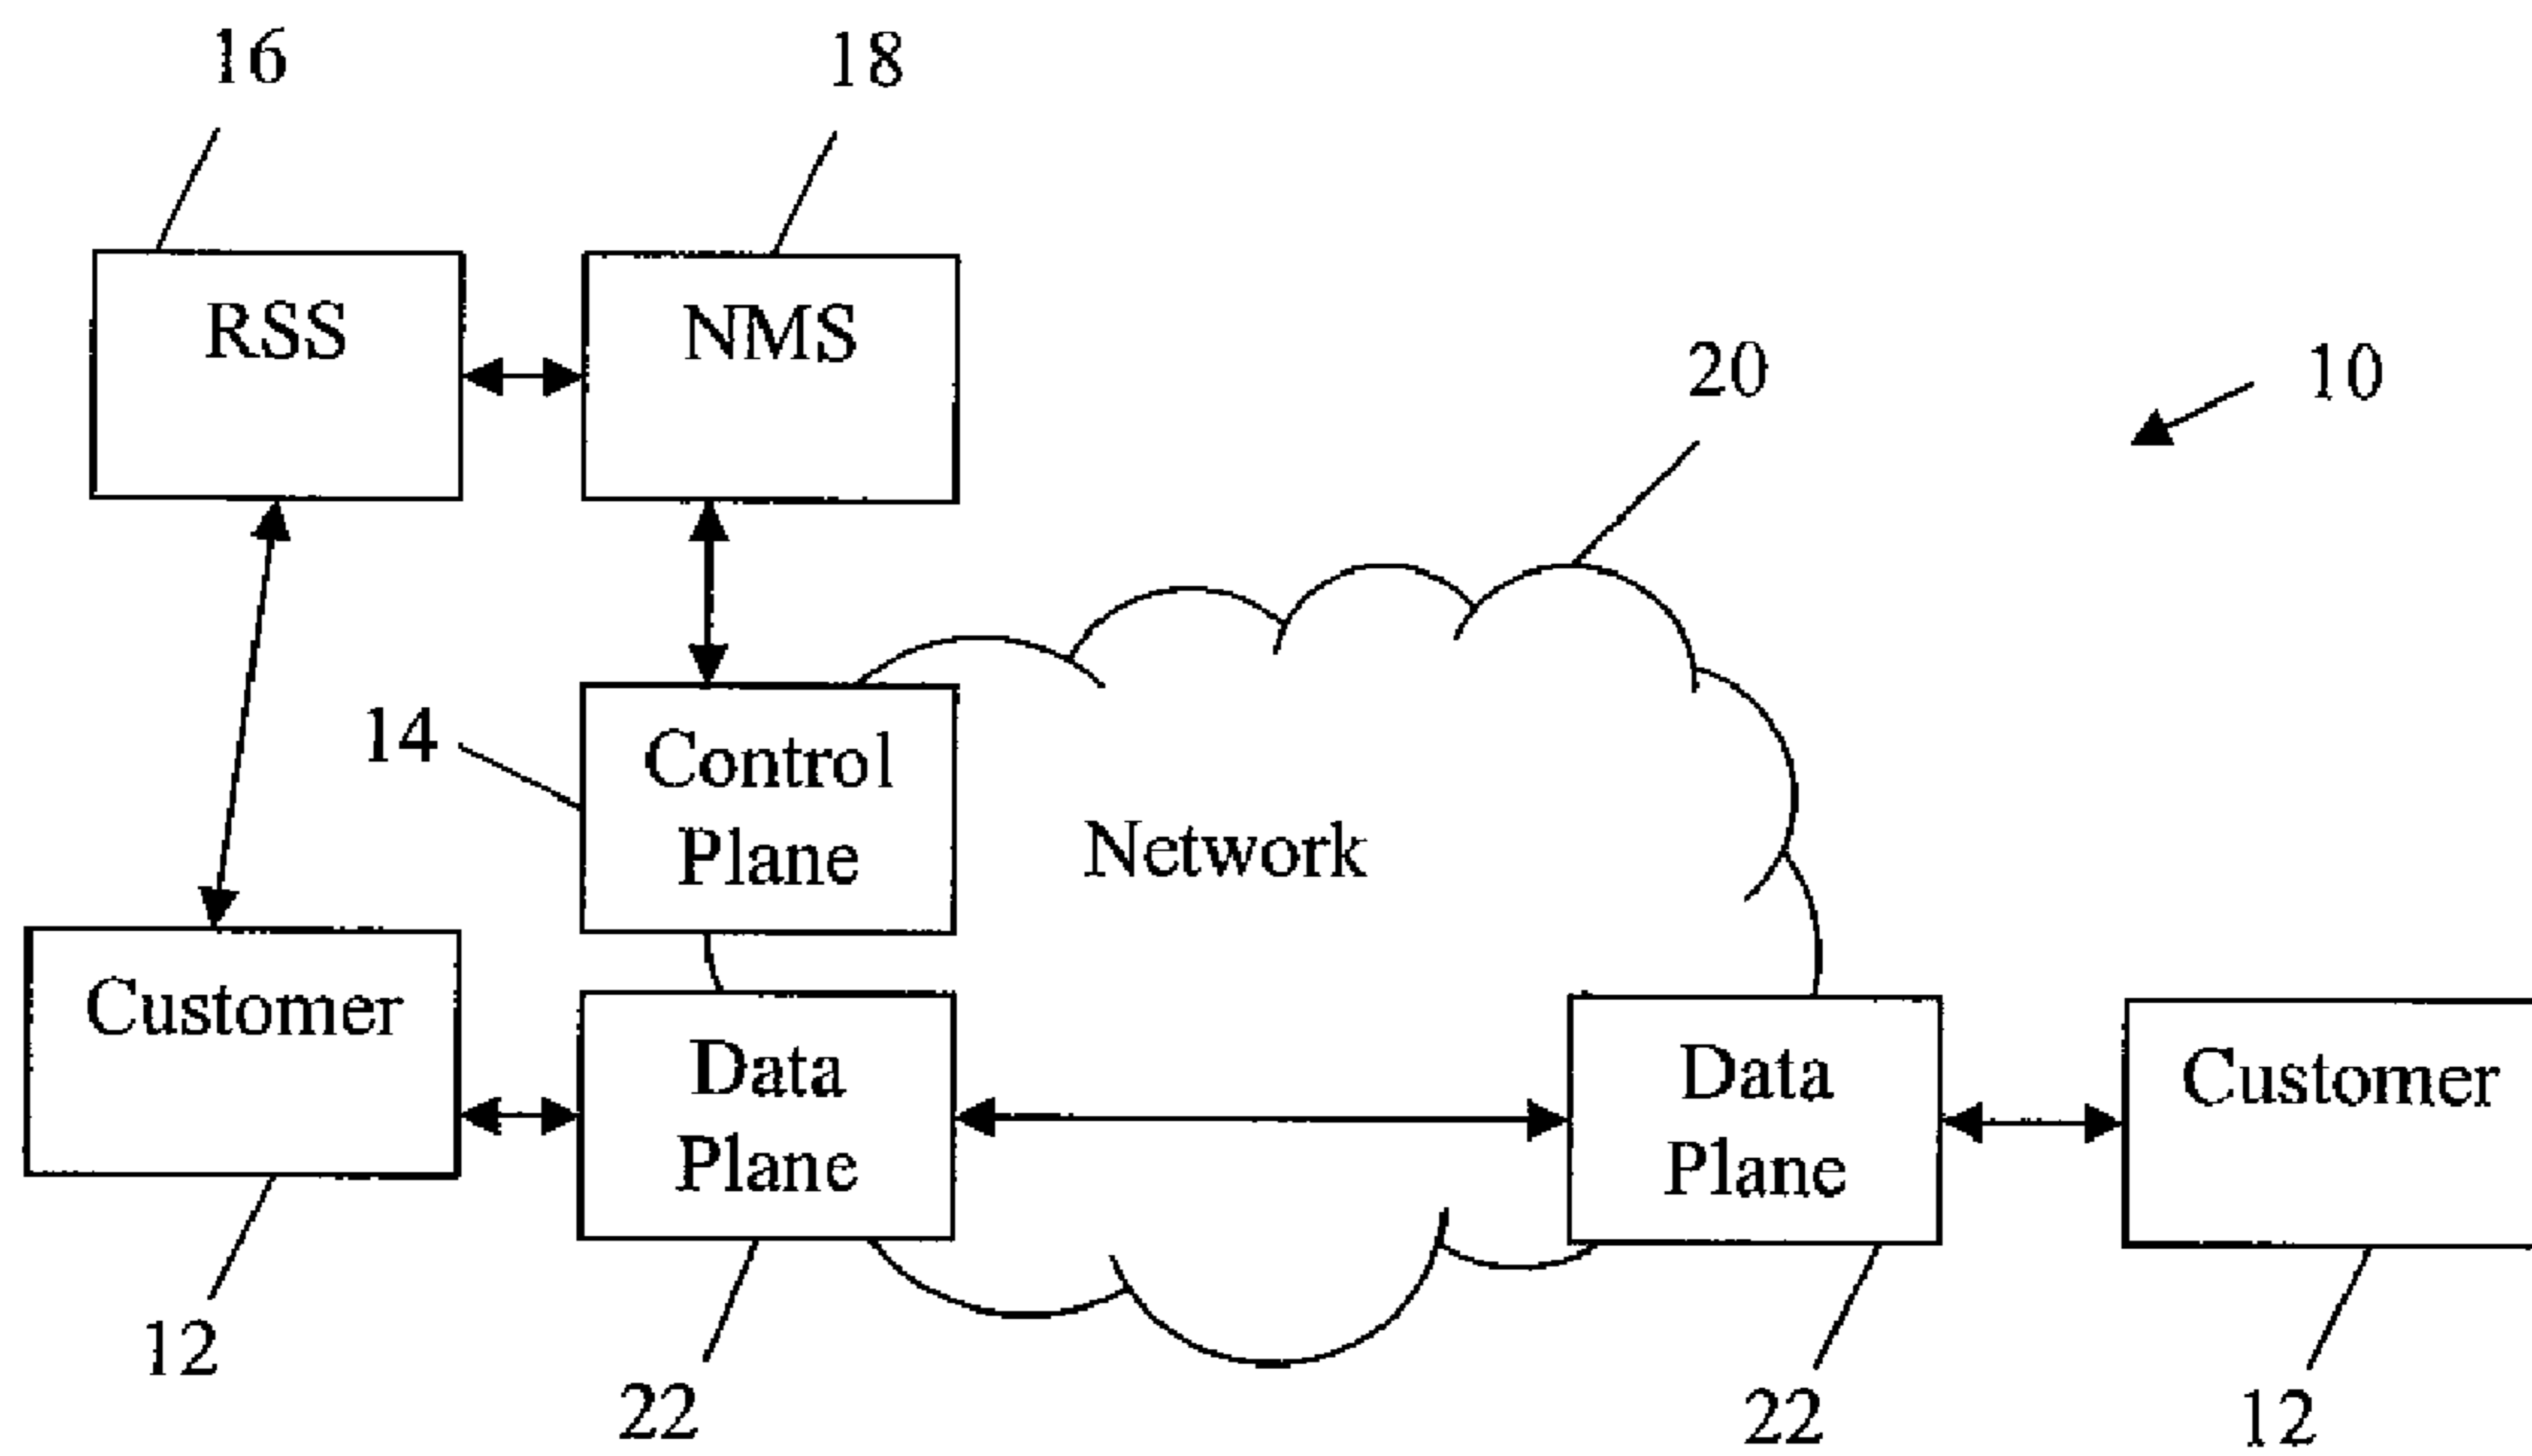 16
18
RSS
NMS
20
10
14
Control
Plane
Network
Customer
Data
Plane
Data
Plane
Customer
12
22
22
12